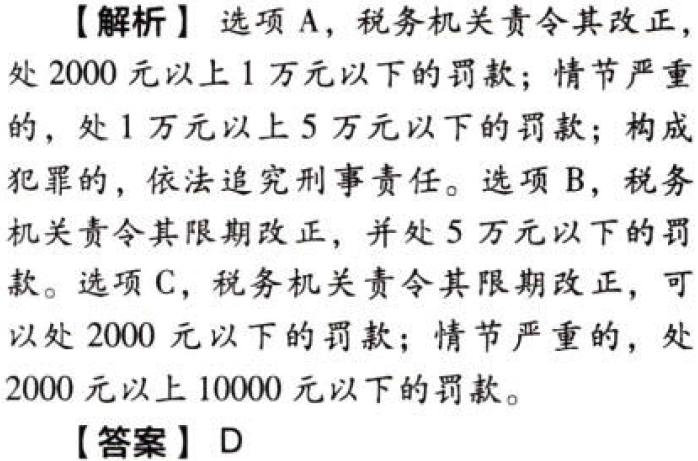 【解析】 选项 A，税务机关责令其改正，
处 2000 元以上 1 万元以下的罚款；情节严重
的，处 1 万元以上 5 万元以下的罚款；构成
犯罪的，依法追究刑事责任。选项 B，税务
机关责令其限期改正，并处 5 万元以下的罚
款。选项 C，税务机关责令其限期改正，可
以处 2000 元以下的罚款；情节严重的，处
2000 元以上 10000 元以下的罚款。
【答案】 D